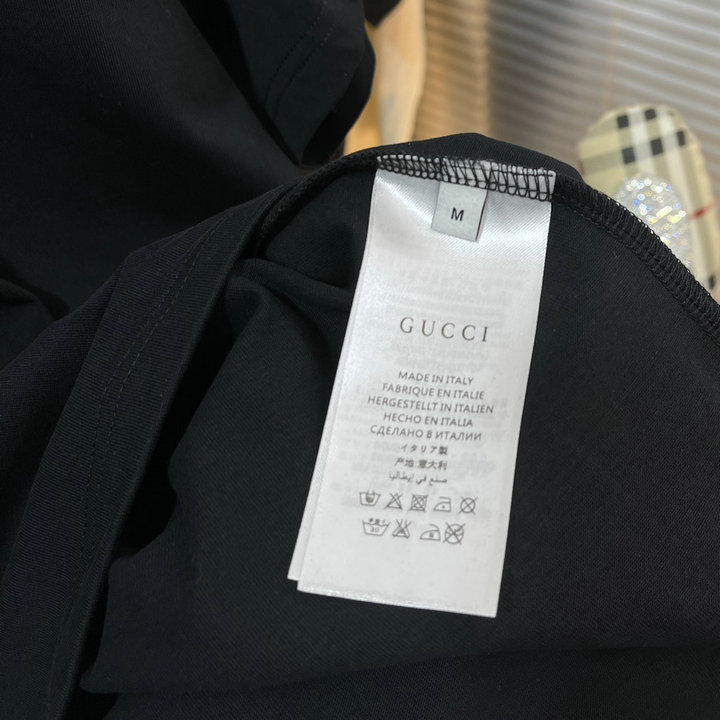 M
GUCCI
MADE IN ITALY
FABRIQUE EN ITALIE
HERGESTELLT IN ITALIEN
HECHO EN ITALIA
СДЕЛАНО В ИТАЛИИ
イタリア製
产地:意大利
صنع في إيطاليا
30